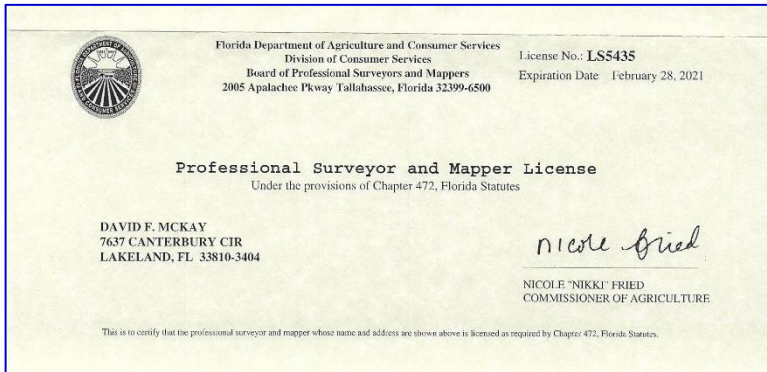 Florida Department of Agriculture and Consumer Services
Division of Consumer Services
Board of Professional Surveyors and Mappers
2005 Apalachee Pkway Tallahassee, Florida 32399-6500
License No.: LS5435
Expiration Date February 28, 2021
Professional Surveyor and Mapper License
Under the provisions of Chapter 472, Florida Statutes
DAVID F. MCKAY
7637 CANTERBURY CIR
LAKELAND, FL 33810-3404
Nicole Fried
NICOLE "NIKKI" FRIED
COMMISSIONER OF AGRICULTURE
This is to certify that the professional surveyor and mapper whose name and address are shown above is licensed as required by Chapter 472, Florida Statutes.